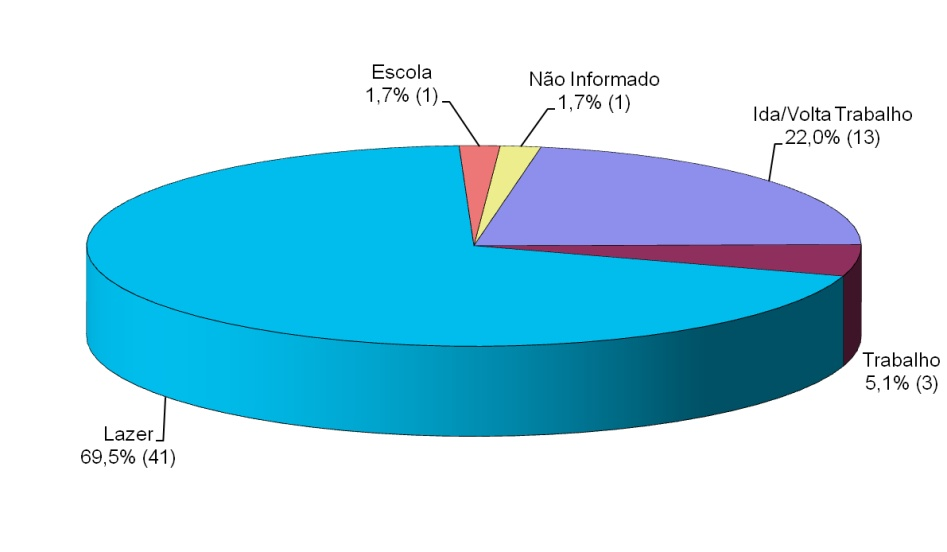 Escola
1,7% (1)
Não Informado
1,7% (1)
Ida/Volta Trabalho
22,0% (13)
Trabalho
5,1% (3)
Lazer
69,5% (41)